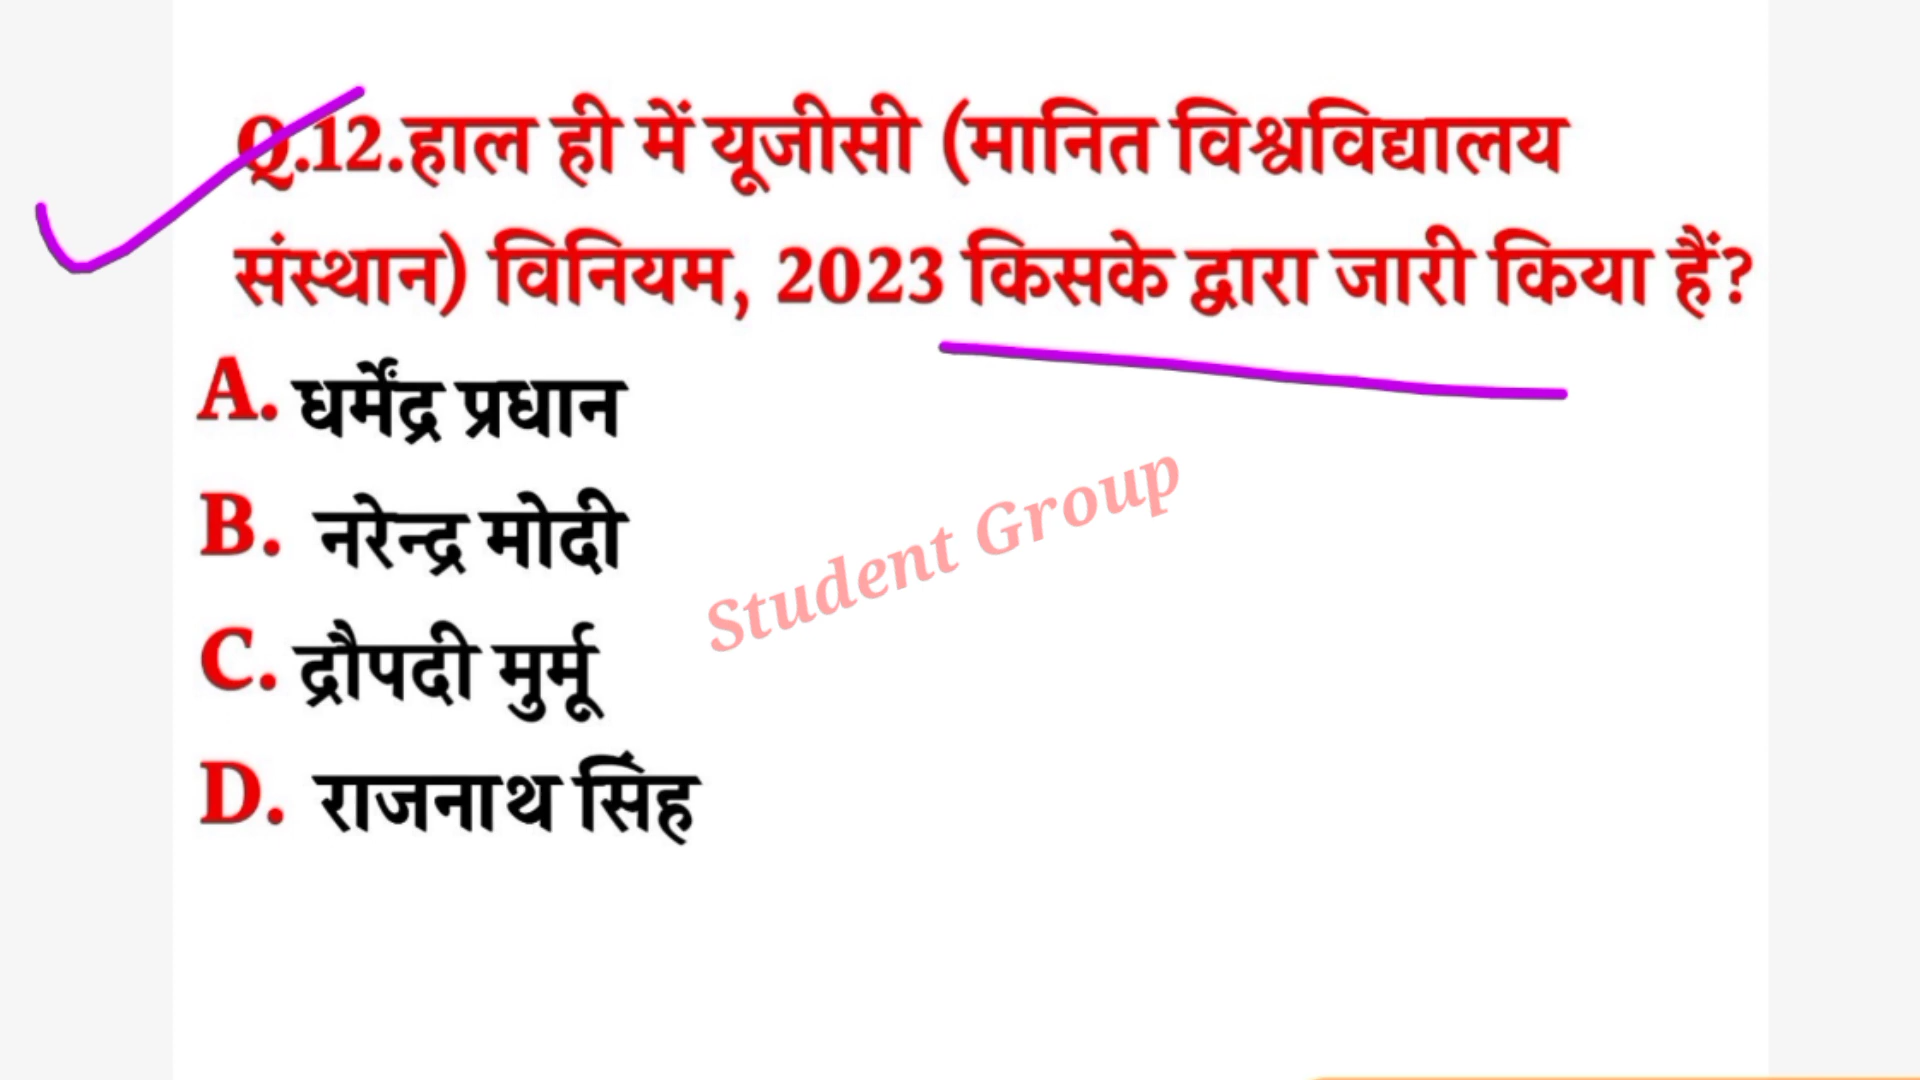 Q.12.हाल ही में यूजीसी (मानित विश्वविद्यालय
संस्थान) विनियम, 2023 किसके द्वारा जारी किया हैं?
A. धर्मेंद्र प्रधान
B. नरेन्द्र मोदी
C. द्रौपदी मुर्मू
D. राजनाथ सिंह
Student Group